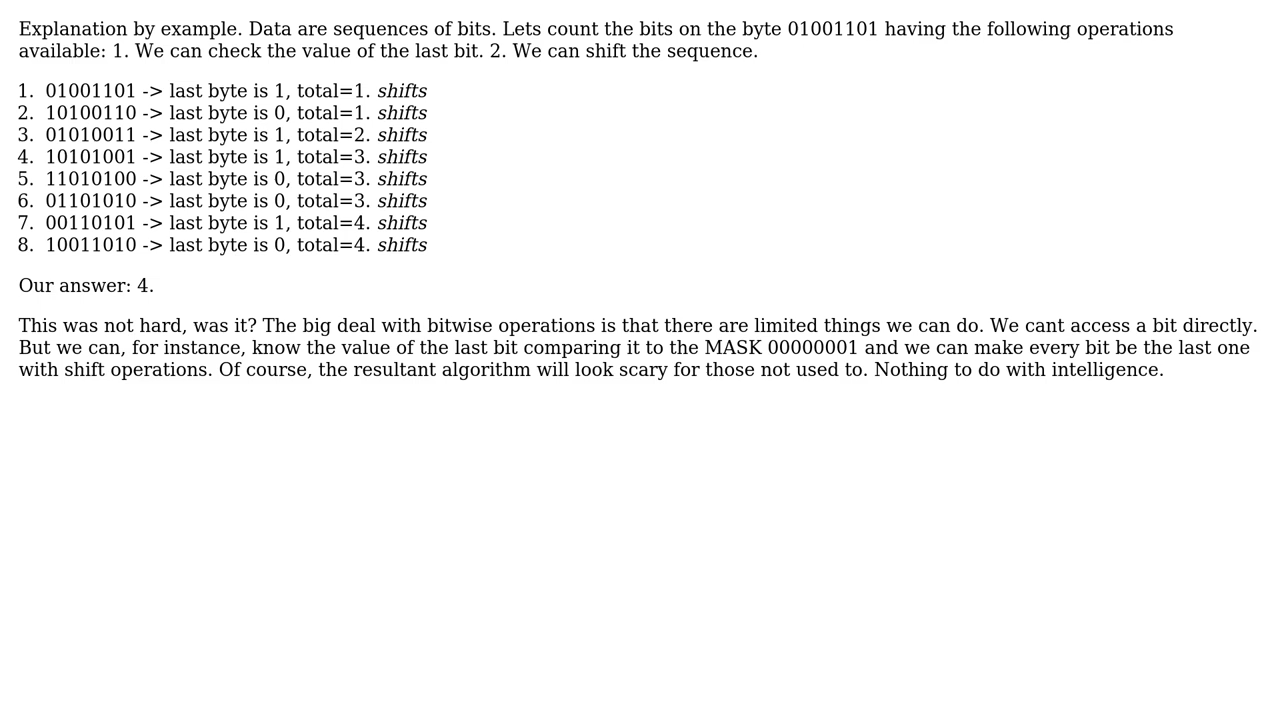 Explanation by example. Data are sequences of bits. Lets count the bits on the byte 01001101 having the following operations
available: 1. We can check the value of the last bit. 2. We can shift the sequence.
1. 01001101 -> last byte is 1, total=1. shifts
2. 10100110 -> last byte is 0, total=1. shifts
3. 01010011 -> last byte is 1, total=2. shifts
4. 10101001 -> last byte is 1, total=3. shifts
5. 11010100 -> last byte is 0, total=3. shifts
6. 01101010 -> last byte is 0, total=3. shifts
7. 00110101 -> last byte is 1, total=4. shifts
8. 10011010 -> last byte is 0, total=4. shifts
Our answer: 4.
This was not hard, was it? The big deal with bitwise operations is that there are limited things we can do. We cant access a bit directly.
But we can, for instance, know the value of the last bit comparing it to the MASK 00000001 and we can make every bit be the last one
with shift operations. Of course, the resultant algorithm will look scary for those not used to. Nothing to do with intelligence.